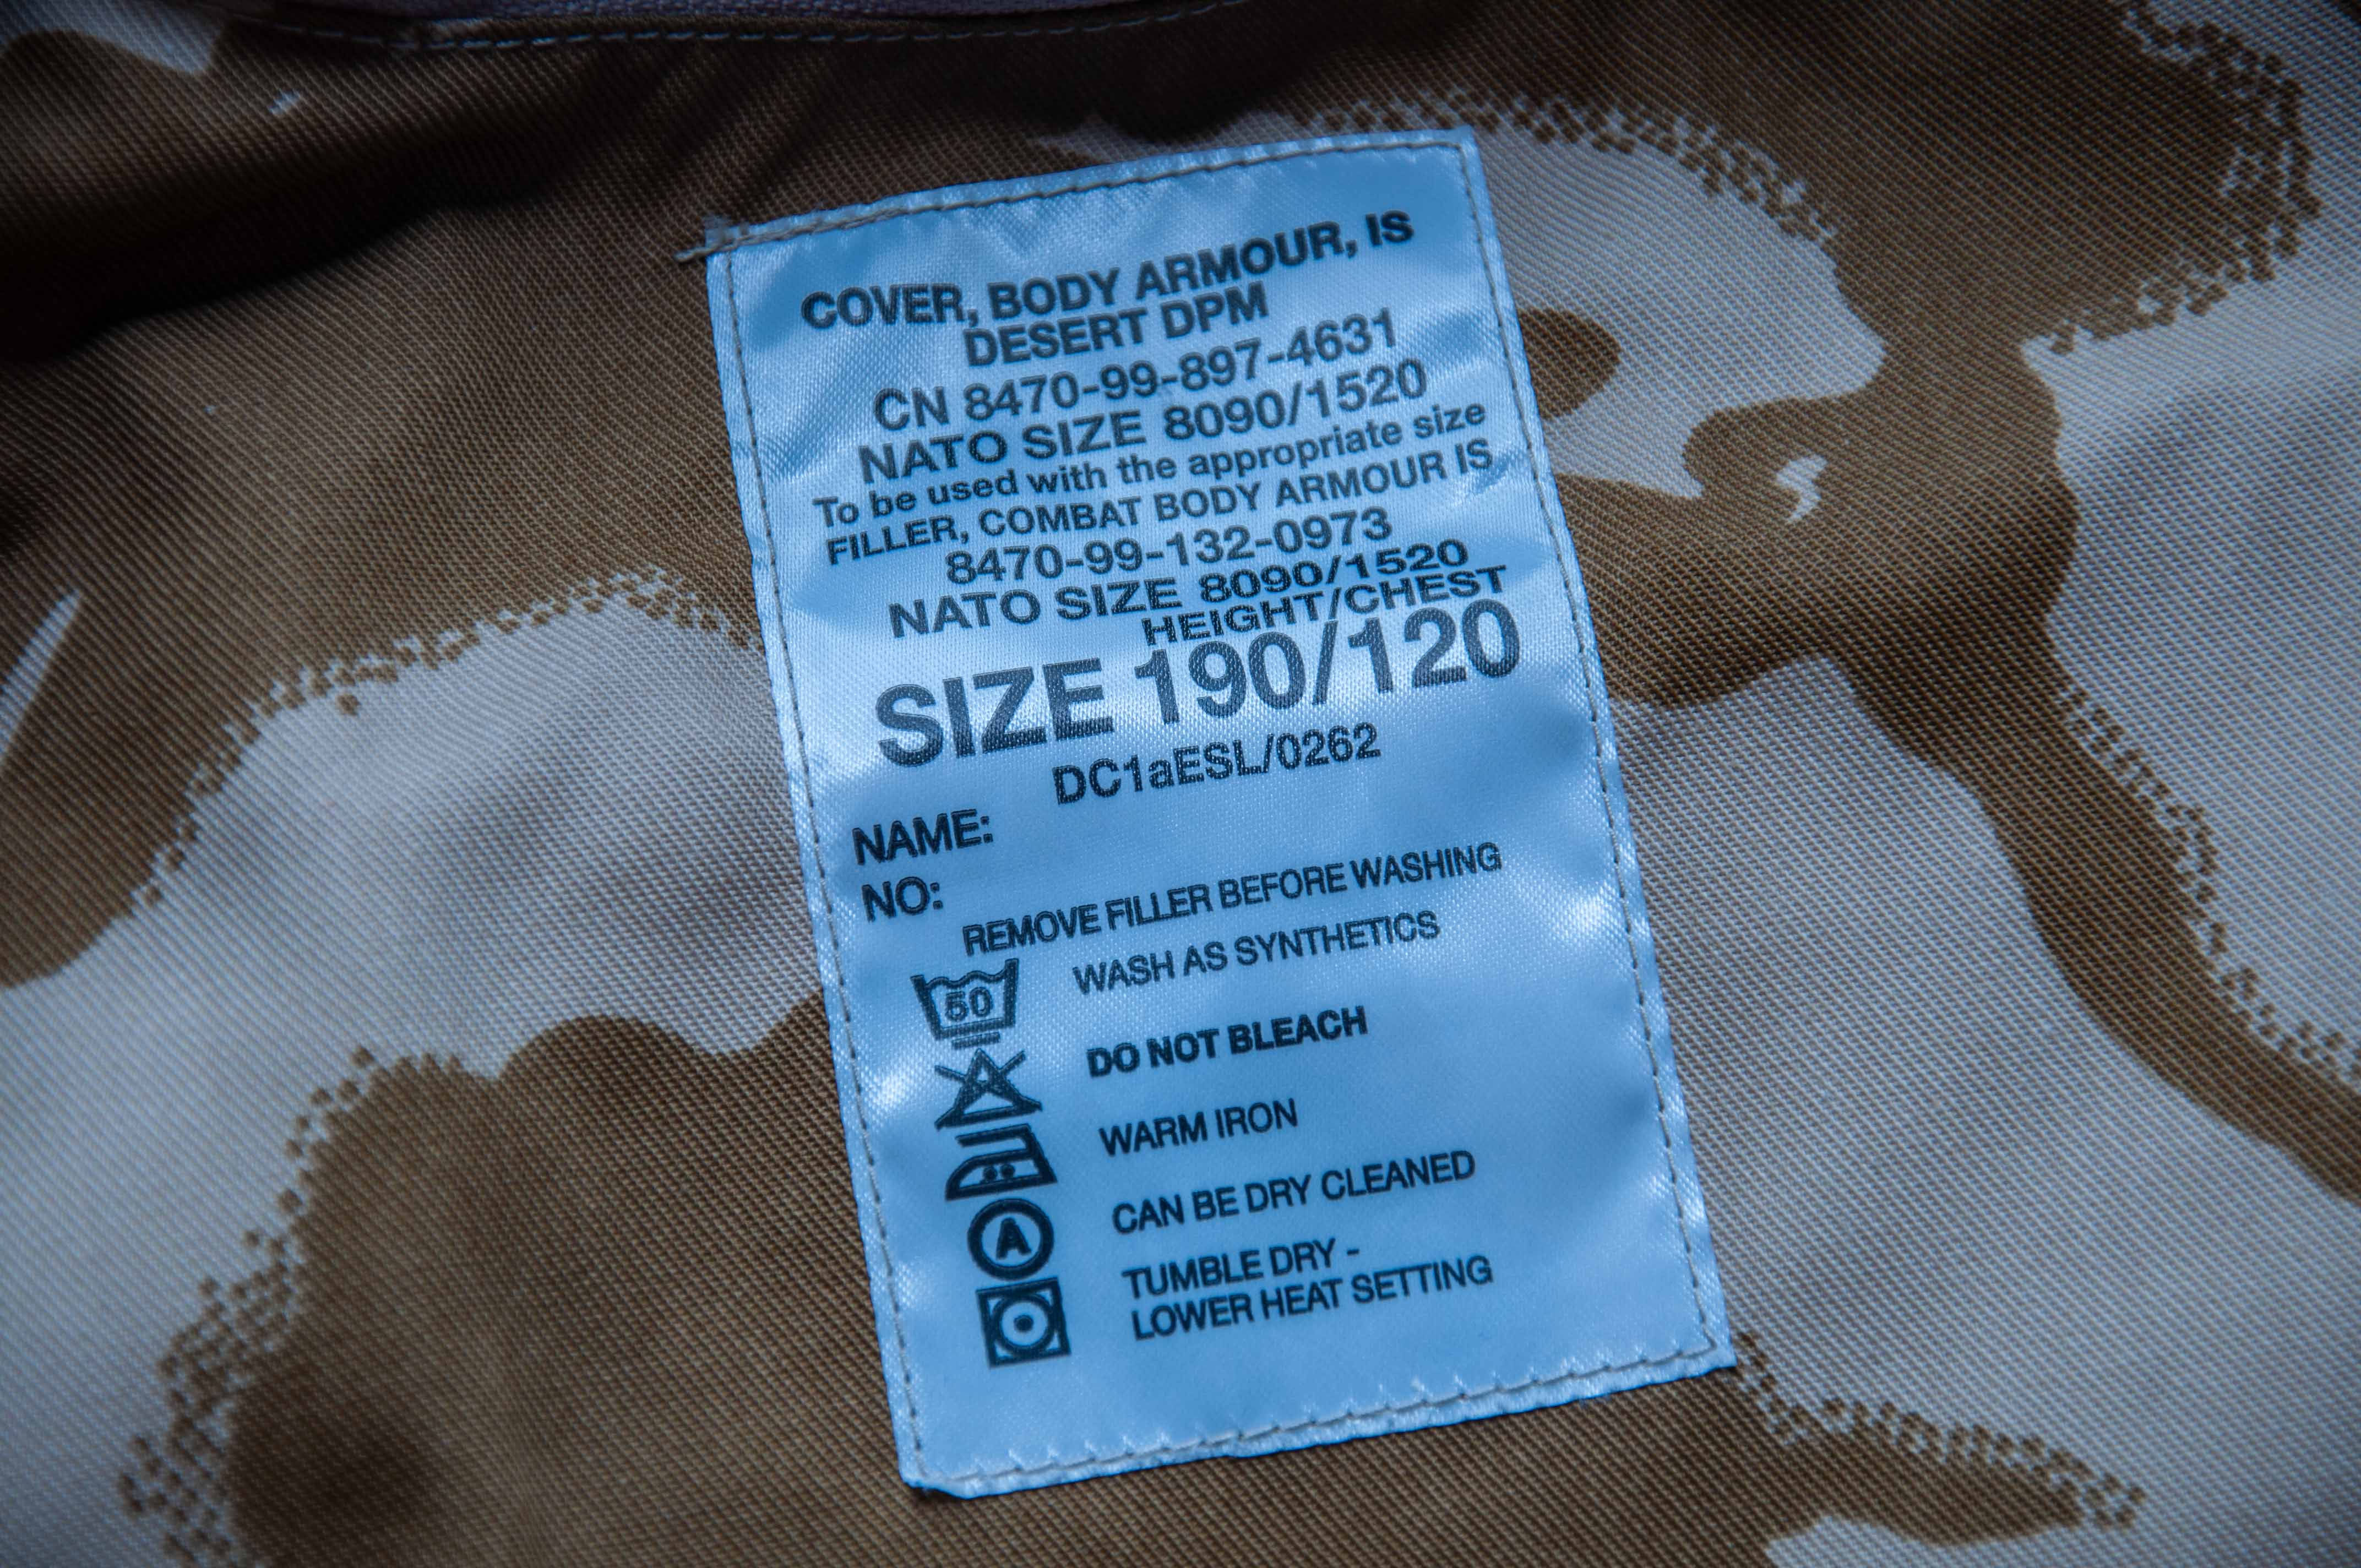 COVER, BODY ARMOUR, IS
DESERT DPM
CN 8470-99-897-4631
NATO SIZE 8090/1520
To be used with the appropriate size
FILLER, COMBAT BODY ARMOUR IS
8470-99-132-0973
NATO SIZE 8090/1520
HEIGHT/CHEST
SIZE 190/120
DC1aESL/0262
NAME:
NO:
REMOVE FILLER BEFORE WASHING
50 WASH AS SYNTHETICS
DO NOT BLEACH
WARM IRON
A CAN BE DRY CLEANED
TUMBLE DRY -
LOWER HEAT SETTING